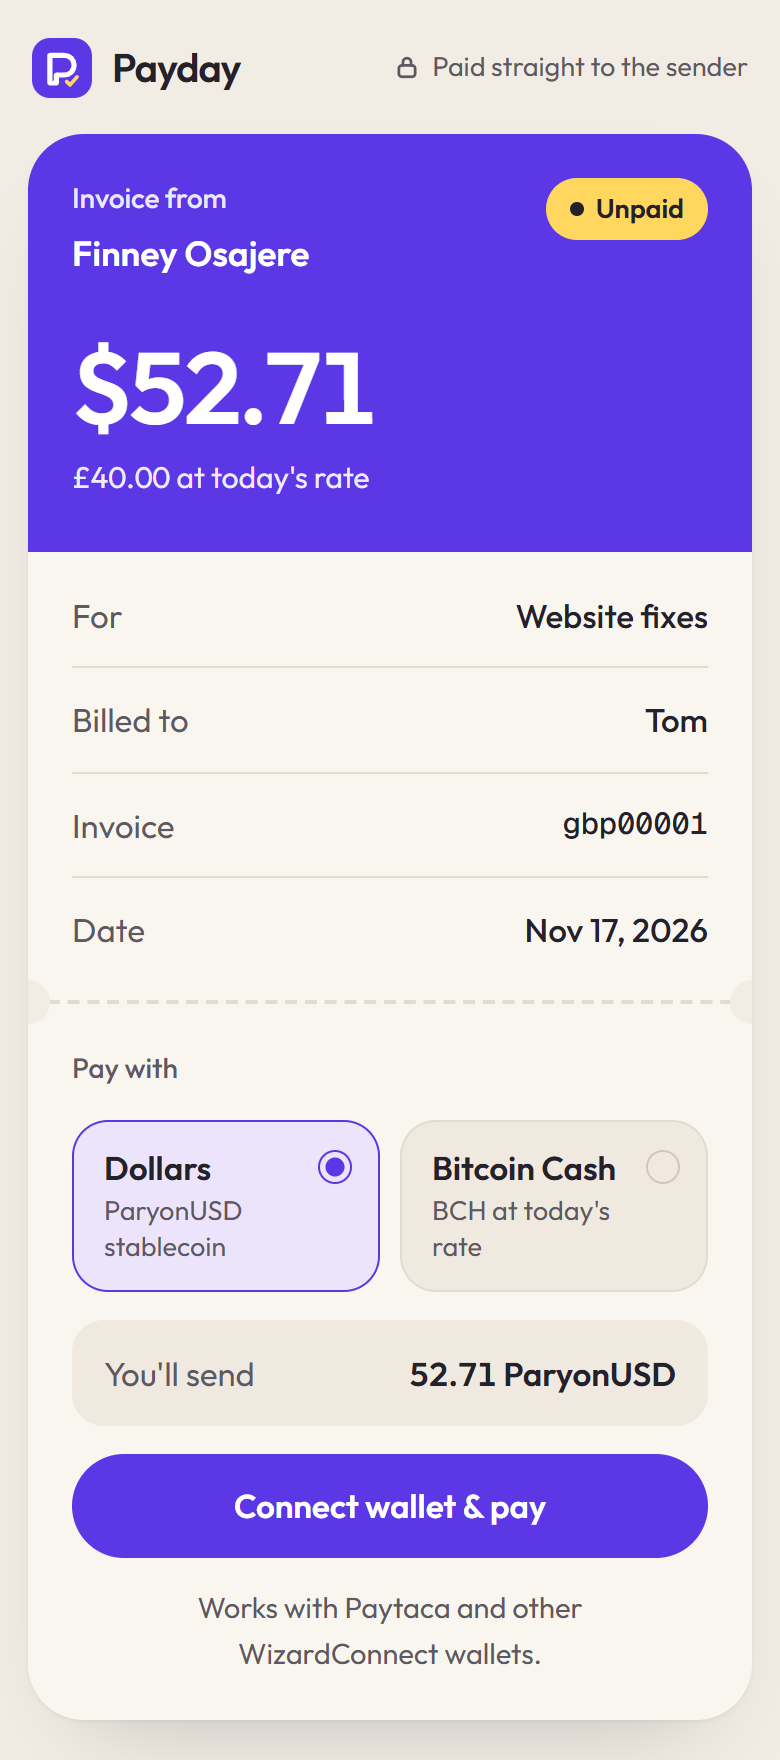 Payday
Paid straight to the sender
Invoice from
Unpaid
Finney Osajere
$52.71
£40.00 at today's rate
For
Website fixes
Billed to
Tom
Invoice
gbp00001
Date
Nov 17, 2026
Pay with
Dollars
ParyonUSD
stablecoin
Bitcoin Cash
BCH at today's
rate
You'll send
52.71 ParyonUSD
Connect wallet & pay
Works with Paytaca and other
WizardConnect wallets.